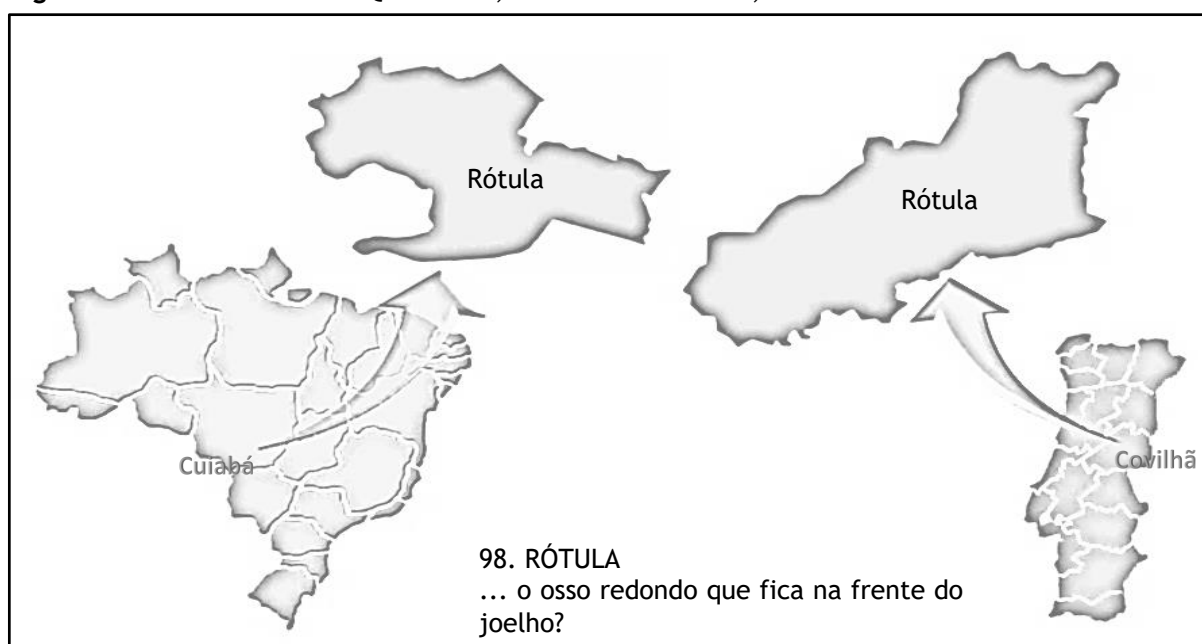 Rótula
Rótula
Cuiabá
Covilhã
98. RÓTULA
... o osso redondo que fica na frente do
joelho?